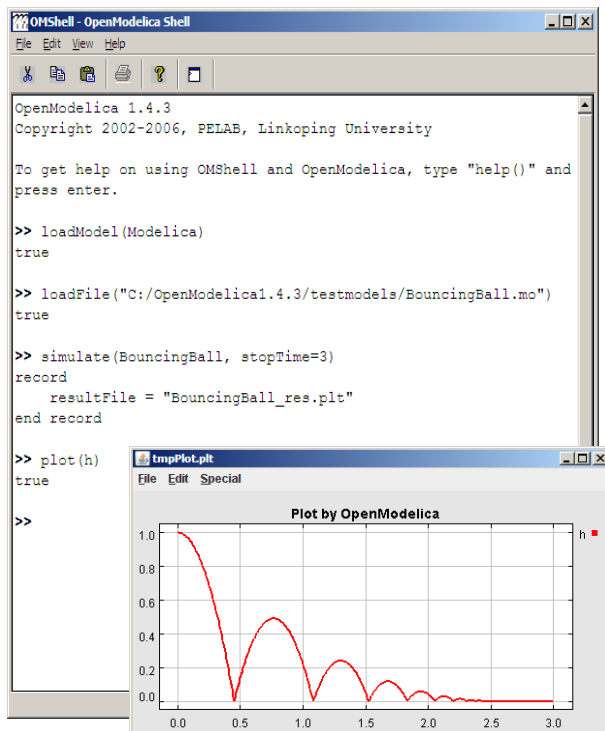 OMShell - OpenModelica Shell
File Edit View Help
OpenModelica 1.4.3
Copyright 2002-2006, PELAB, Linkoping University
To get help on using OMShell and OpenModelica, type "help()" and
press enter.
>> loadModel(Modelica)
true
>> loadFile("C:/OpenModelica1.4.3/testmodels/BouncingBall.mo")
true
>> simulate(BouncingBall, stopTime=3)
record
resultFile = "BouncingBall_res.plt"
end record
>> plot(h)
true
>>
tmpPlot.plt
File Edit Special
Plot by OpenModelica
h
1.0
0.8
0.6
0.4
0.2
0.0
0.0 0.5 1.0 1.5 2.0 2.5 3.0